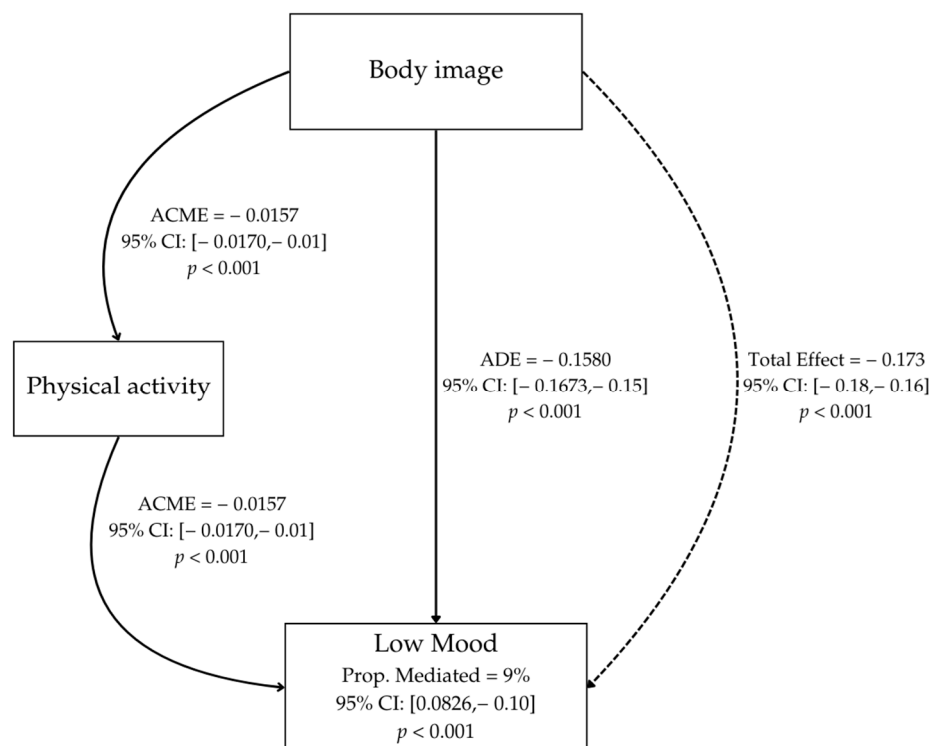 Body image
ACME = − 0.0157
95% CI: [− 0.0170,− 0.01]
p < 0.001
Physical activity
ADE = − 0.1580
95% CI: [− 0.1673,− 0.15]
p < 0.001
Total Effect = − 0.173
95% CI: [− 0.18,− 0.16]
p < 0.001
ACME = − 0.0157
95% CI: [− 0.0170,− 0.01]
p < 0.001
Low Mood
Prop. Mediated = 9%
95% CI: [0.0826,− 0.10]
p < 0.001